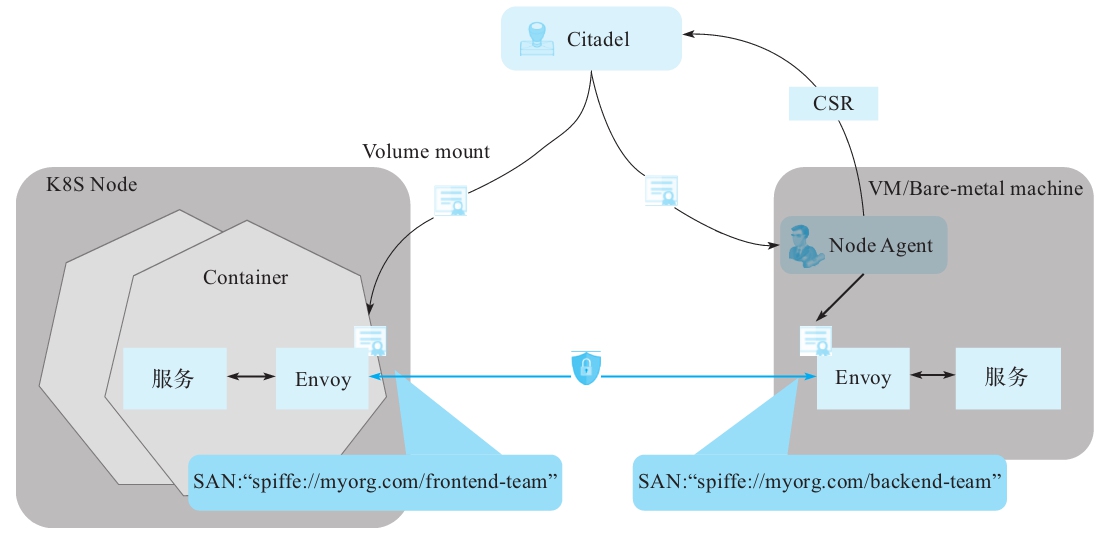 Citadel
CSR
Volume mount
K8S Node
VM/Bare-metal machine
Node Agent
Container
服务
Envoy
Envoy
服务
SAN:“spiffe://myorg.com/frontend-team”
SAN:“spiffe://myorg.com/backend-team”